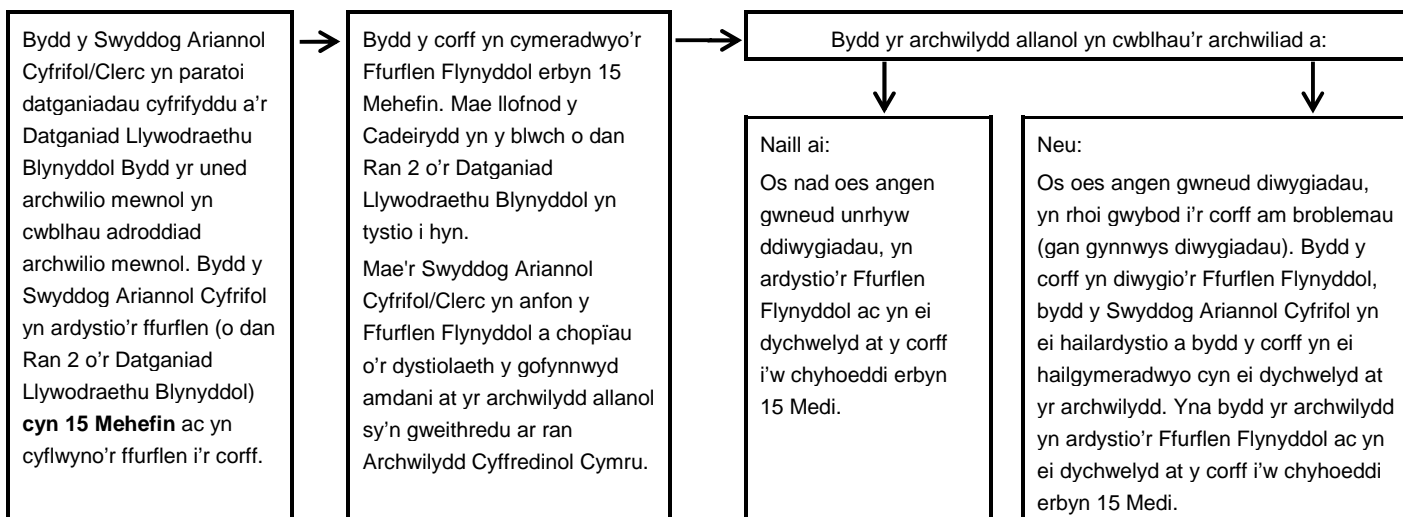 Bydd y Swyddog Ariannol
Cyfrifol/Clerc yn paratoi
datganiadau cyfrifyddu a'r
Datganiad Llywodraethu
Blynyddol Bydd yr uned
archwilio mewnol yn
cwblhau adroddiad
archwilio mewnol. Bydd y
Swyddog Ariannol Cyfrifol
yn ardystio'r ffurflen (o dan
Ran 2 o'r Datganiad
Llywodraethu Blynyddol)
cyn 15 Mehefin ac yn
cyflwyno'r ffurflen i'r corff.
Bydd y corff yn cymeradwyo'r
Ffurflen Flynyddol erbyn 15
Mehefin. Mae llofnod y
Cadeirydd yn y blwch o dan
Ran 2 o'r Datganiad
Llywodraethu Blynyddol yn
tystio i hyn.
Mae'r Swyddog Ariannol
Cyfrifol/Clerc yn anfon y
Ffurflen Flynyddol a chopïau
o'r dystiolaeth y gofynnwyd
amdani at yr archwilydd allanol
sy'n gweithredu ar ran
Archwilydd Cyffredinol Cymru.
Bydd yr archwilydd allanol yn cwblhau'r archwiliad a:
Naill ai:
Os nad oes angen
gwneud unrhyw
ddiwygiadau, yn
ardystio'r Ffurflen
Flynyddol ac yn ei
dychwelyd at y corff
i'w chyhoeddi erbyn
15 Medi.
Neu:
Os oes angen gwneud diwygiadau,
yn rhoi gwybod i'r corff am broblemau
(gan gynnwys diwygiadau). Bydd y
corff yn diwygio'r Ffurflen Flynyddol,
bydd y Swyddog Ariannol Cyfrifol yn
ei hailardystio a bydd y corff yn ei
hailgymeradwyo cyn ei dychwelyd at
yr archwilydd. Yna bydd yr archwilydd
yn ardystio'r Ffurflen Flynyddol ac yn
ei dychwelyd at y corff i'w chyhoeddi
erbyn 15 Medi.